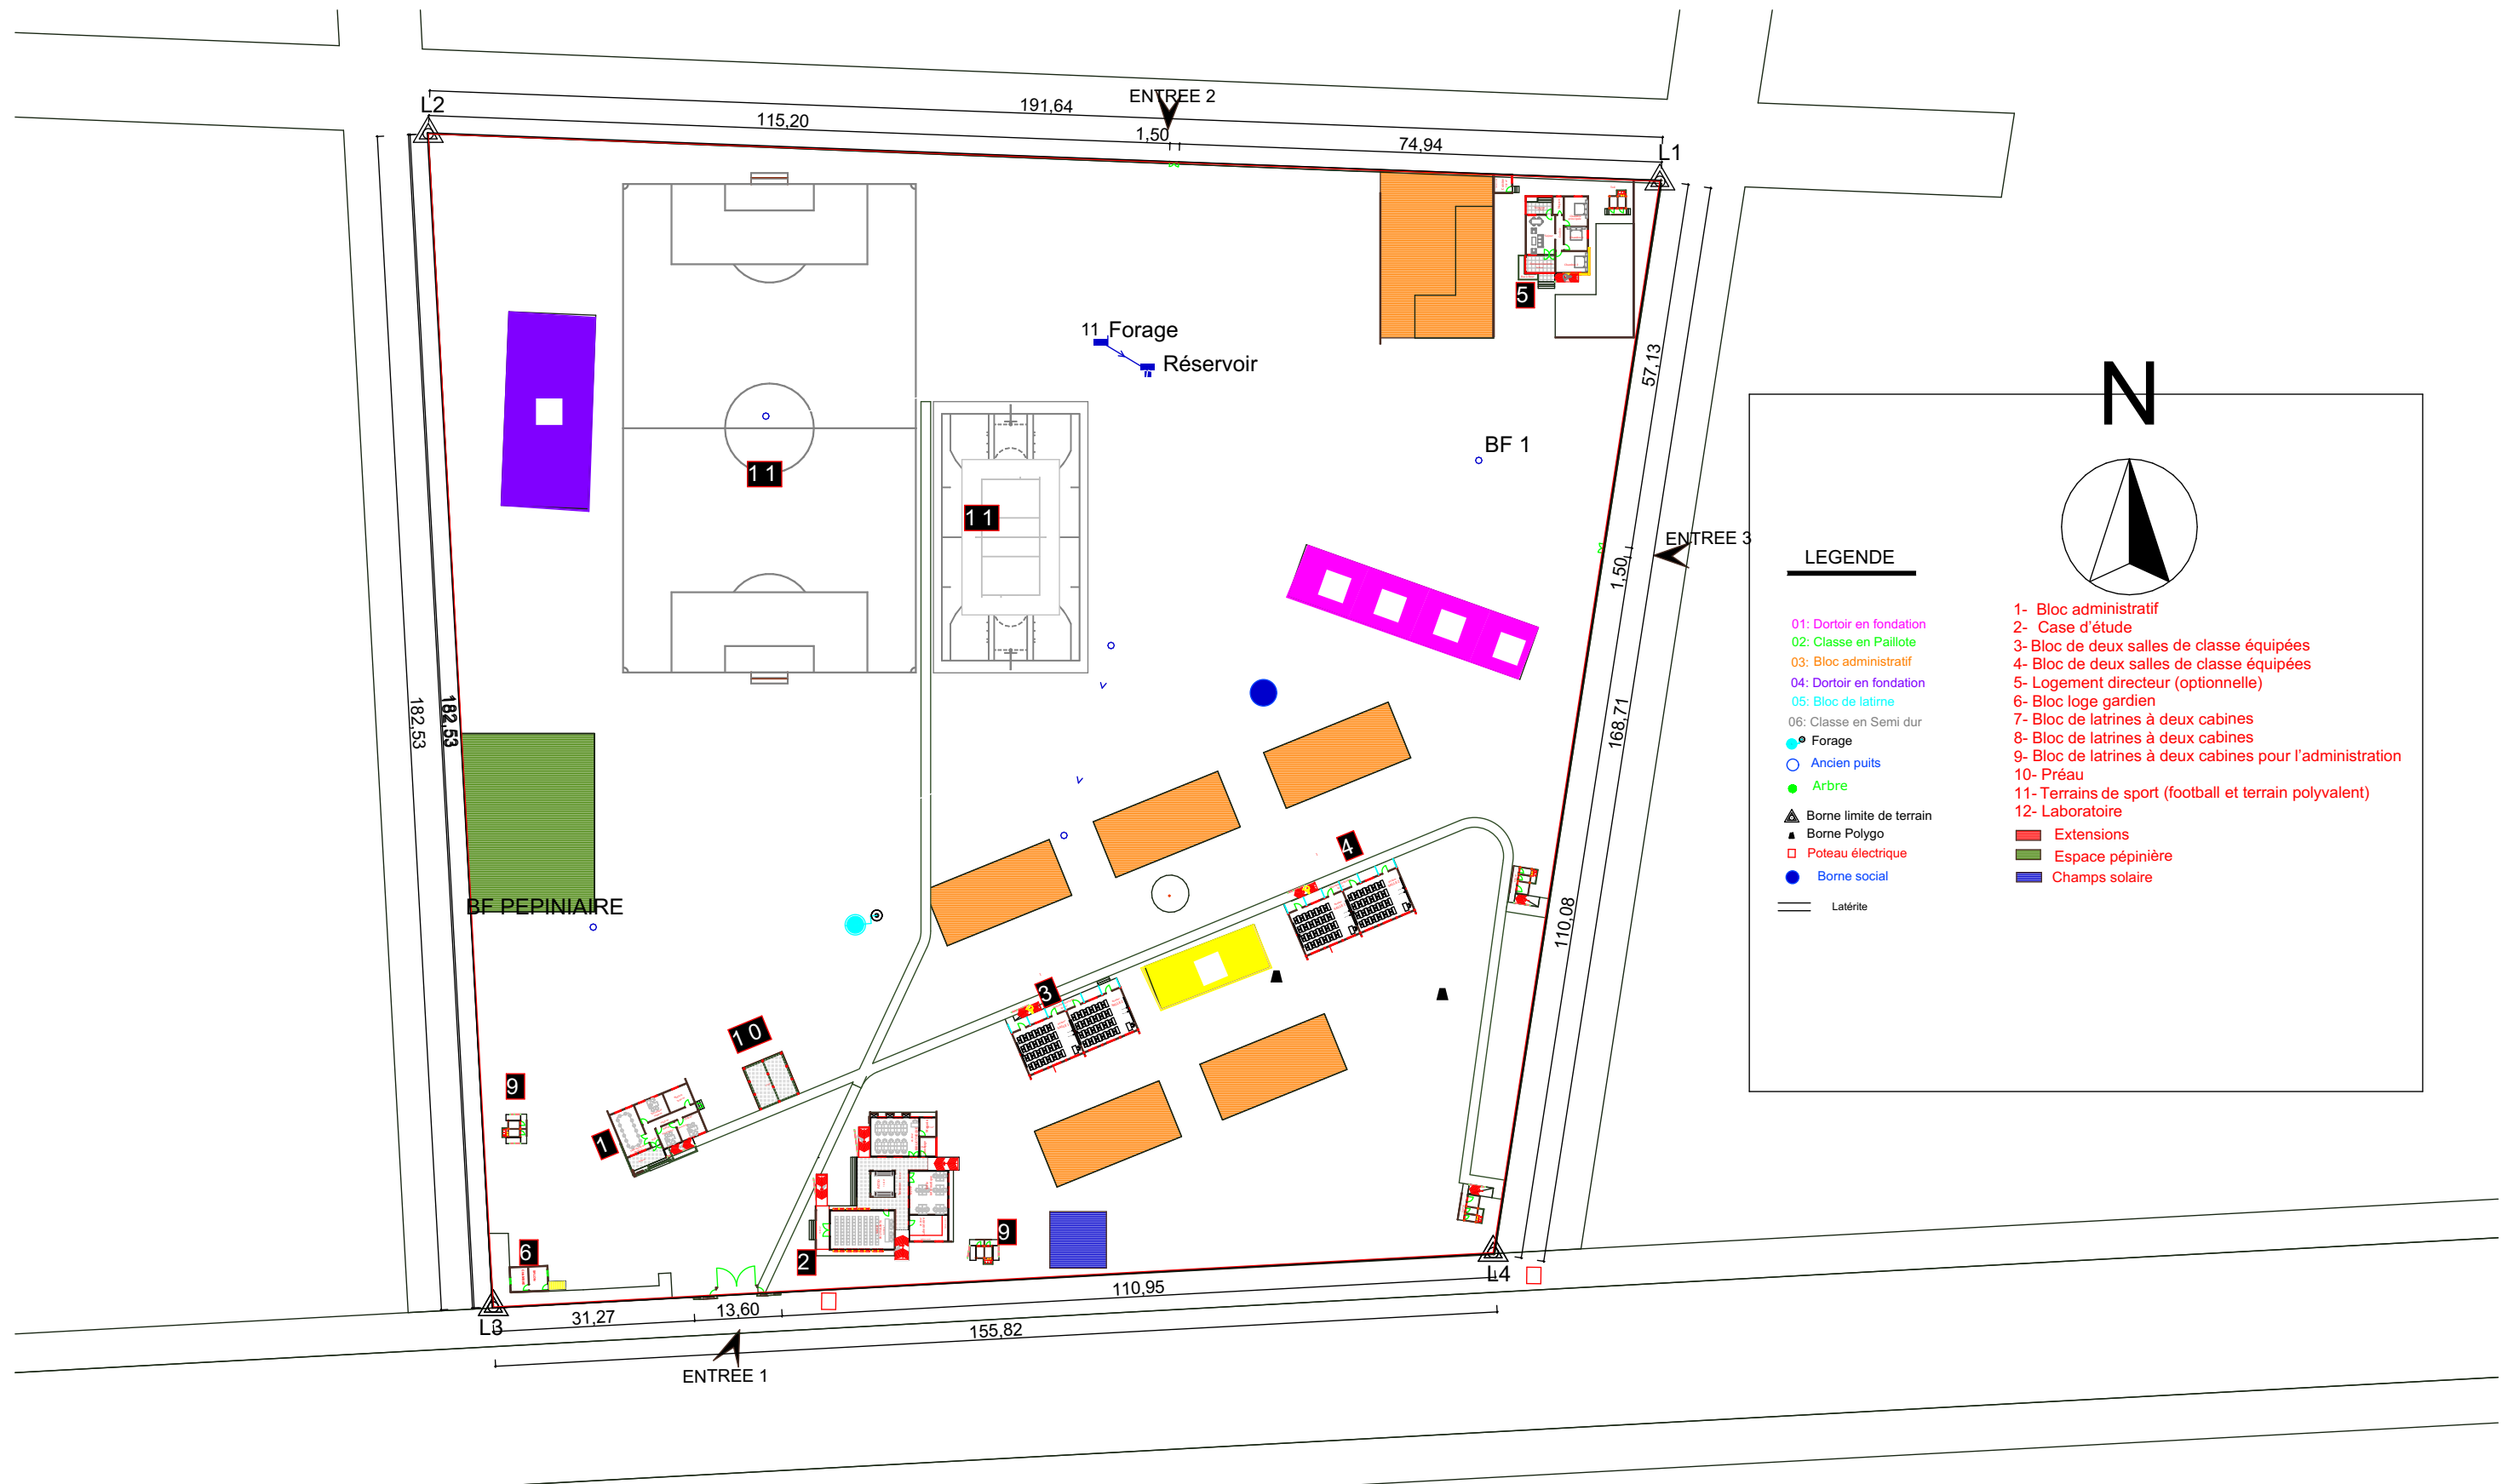 L2
191,64
ENTREE 2
115,20
1,50
74,94
L1
5
11
Forage
Réservoir
57,13
BF 1
11
11
ENTREE 3
1,50
182,53
182,53
168,71
110,08
BF PEPINIAIRE
4
3
10
9
1
2
9
6
L4
L3
31,27
13,60
110,95
155,82
ENTREE 1
N
LEGENDE
01: Dortoir en fondation
02: Classe en Paillote
03: Bloc administratif
04: Dortoir en fondation
05: Bloc de latirne
06: Classe en Semi dur
Forage
Ancien puits
Arbre
Borne limite de terrain
Borne Polygo
Poteau électrique
Borne social
Latérite
1- Bloc administratif
2- Case d'étude
3- Bloc de deux salles de classe équipées
4- Bloc de deux salles de classe équipées
5- Logement directeur (optionnelle)
6- Bloc loge gardien
7- Bloc de latrines à deux cabines
8- Bloc de latrines à deux cabines
9- Bloc de latrines à deux cabines pour l'administration
10- Préau
11- Terrains de sport (football et terrain polyvalent)
12- Laboratoire
Extensions
Espace pépinière
Champs solaire